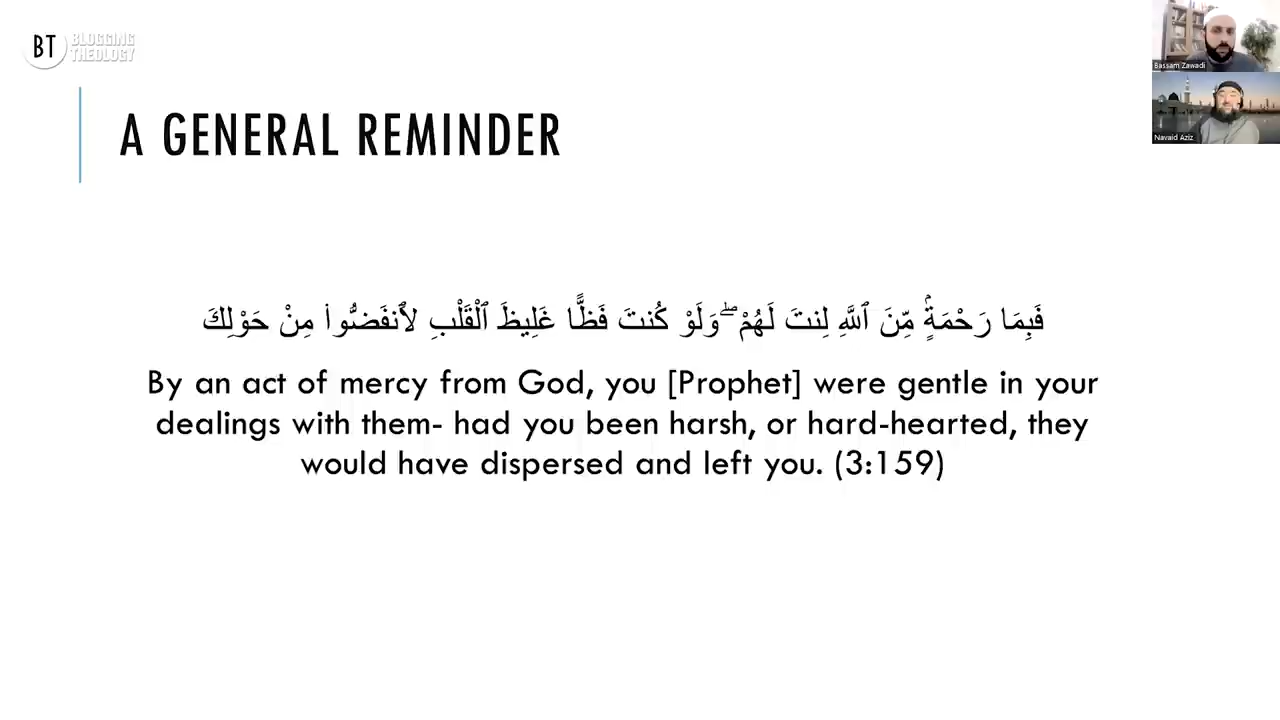 BT BLOGGING
THEOLOGY
Bassam Zawadi
Navaid Aziz
A GENERAL REMINDER
فَبِمَا رَحْمَةٍۢ مِّنَ ٱللَّهِ لِنتَ لَهُمْ ۖ وَلَوْ كُنتَ فَظًّا غَلِيظَ ٱلْقَلْبِ لَٱنفَضُّوا۟ مِنْ حَوْلِكَ
By an act of mercy from God, you [Prophet] were gentle in your
dealings with them- had you been harsh, or hard-hearted, they
would have dispersed and left you. (3:159)